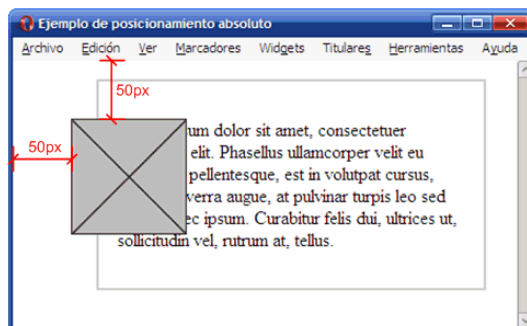 Ejemplo de posicionamiento absoluto
Archivo Edición Ver Marcadores Widgets Titulares Herramientas Ayuda
50px
50px
um dolor sit amet, consectetuer
elit. Phasellus ullamcorper velit eu
pellentesque, est in volutpat cursus,
verra augue, at pulvinar turpis leo sed
ec ipsum. Curabitur felis dui, ultrices ut,
sollicitudin vel, rutrum at, tellus.